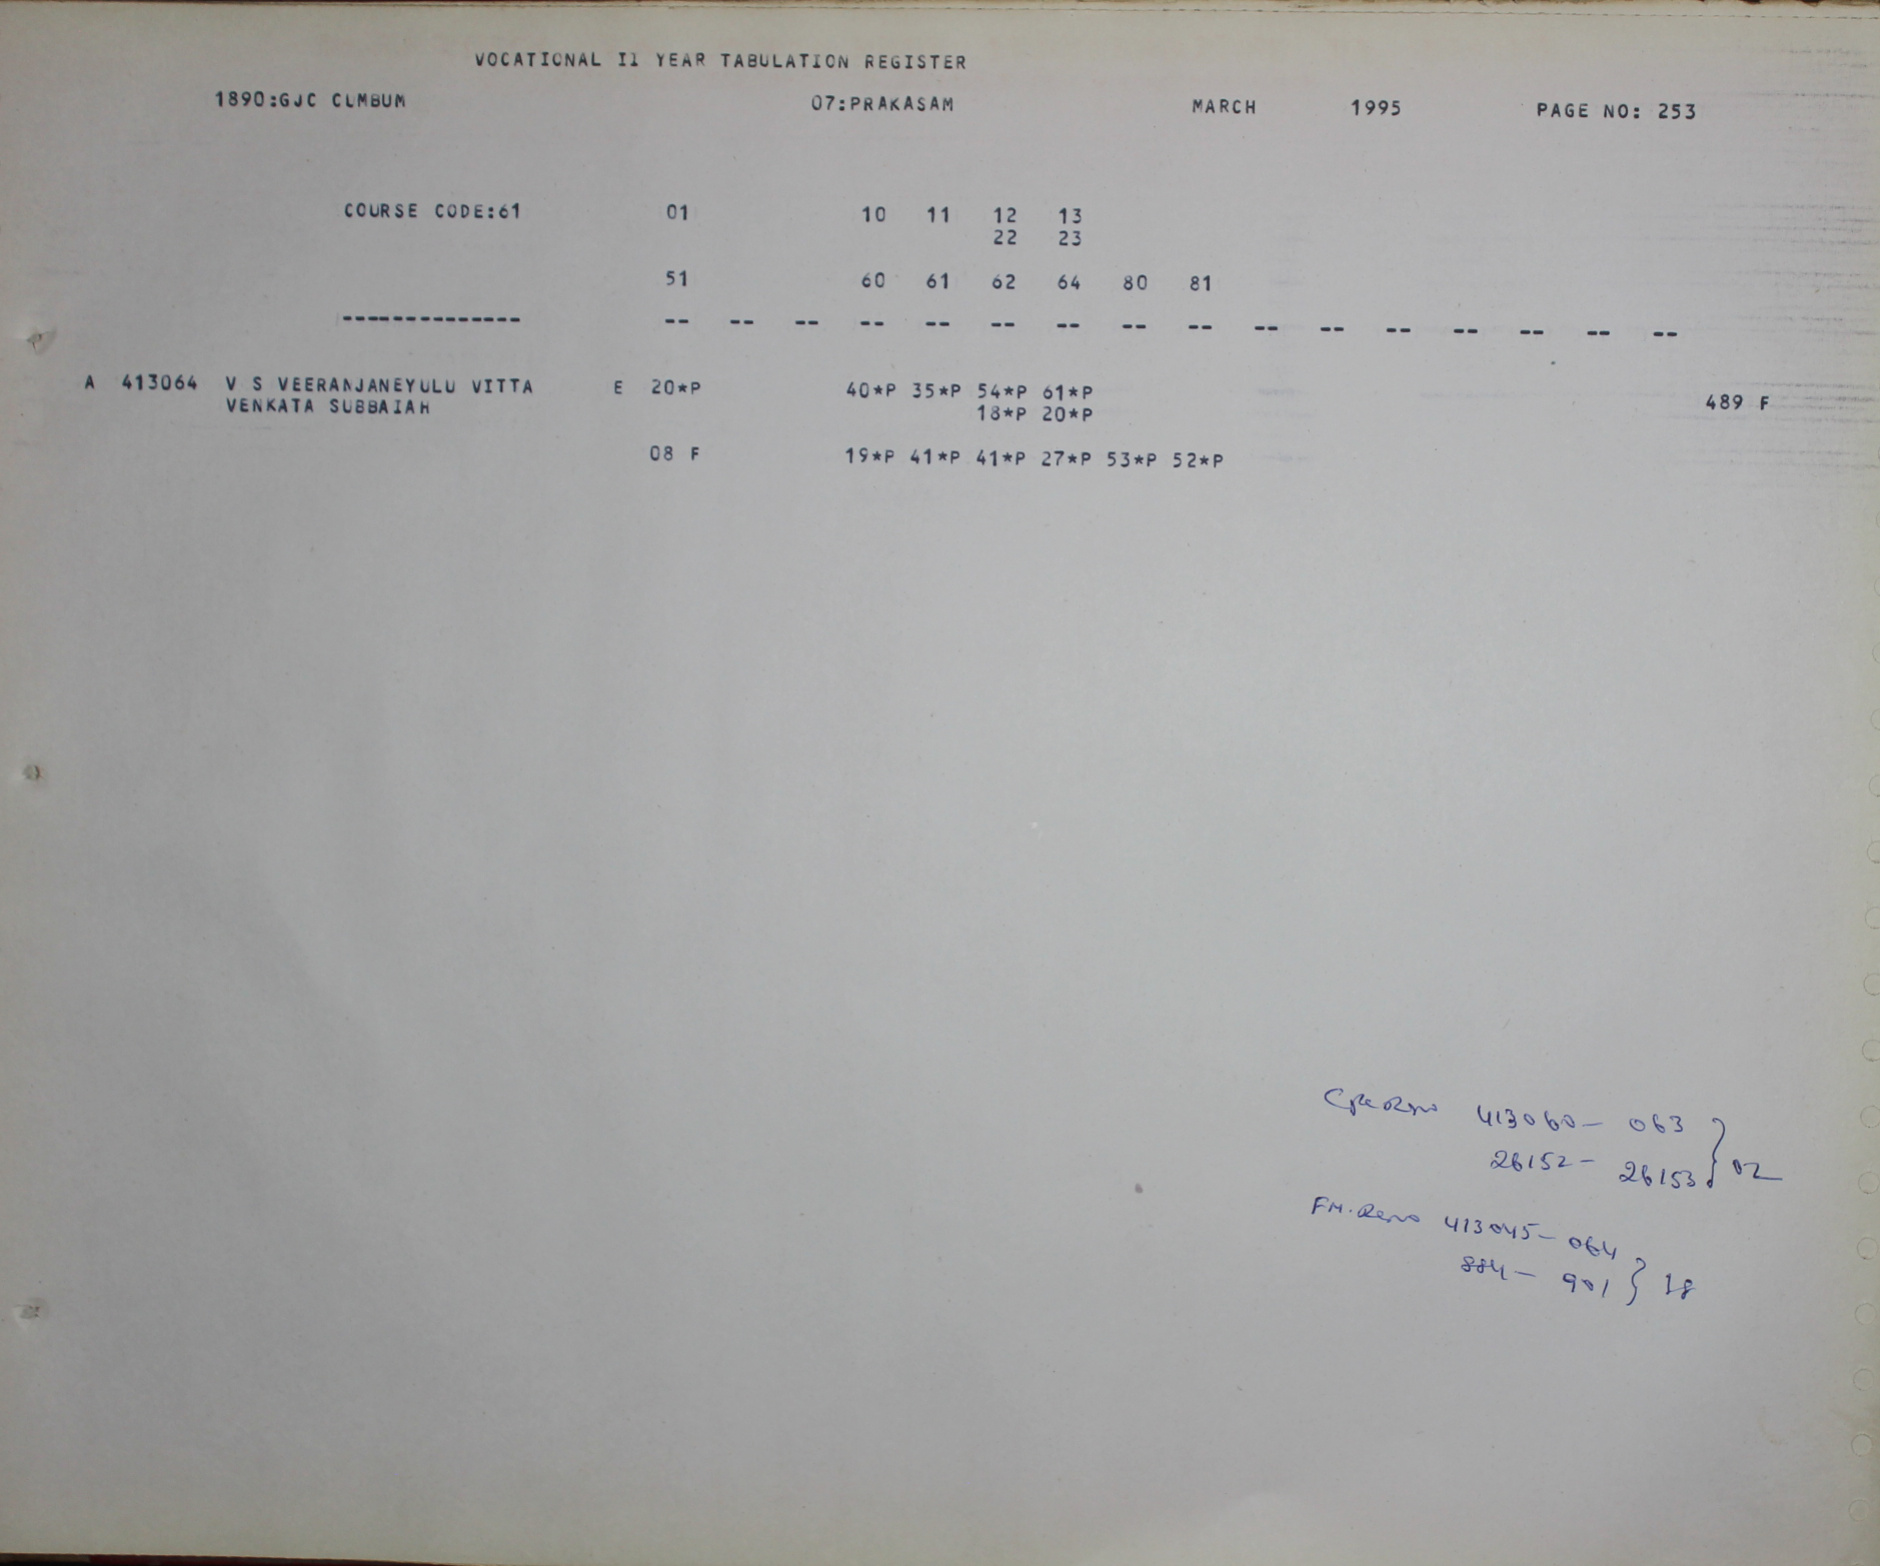 VOCATIONAL II YEAR TABULATION REGISTER
1890:GJC CUMBUM 07:PRAKASAM MARCH 1995 PAGE NO: 253
COURSE CODE:61 01 10 11 12 13
22 23
51 60 61 62 64 80 81
-------------- -- -- -- -- -- -- -- -- -- -- -- -- -- -- -- --
A 413064 V S VEERANJANEYULU VITTA E 20*P 40*P 35*P 54*P 61*P
VENKATA SUBBAIAH 18*P 20*P 489 F
08 F 19*P 41*P 41*P 27*P 53*P 52*P
413060- 063
26152- 26153 } 02
FM. 413045- 064
884- 901 } 18